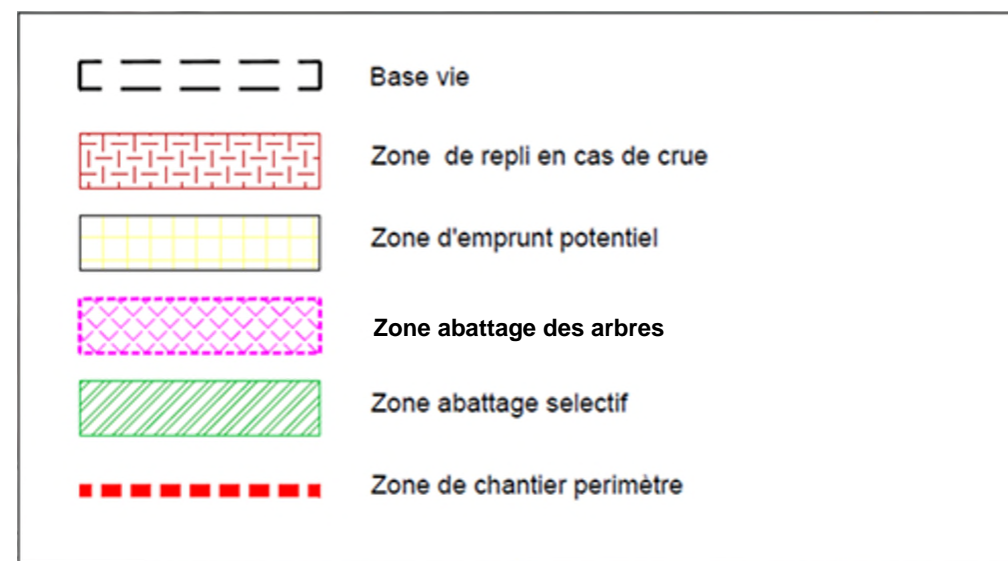 Base vie
Zone de repli en cas de crue
Zone d'emprunt potentiel
Zone abattage des arbres
Zone abattage selectif
Zone de chantier perimètre